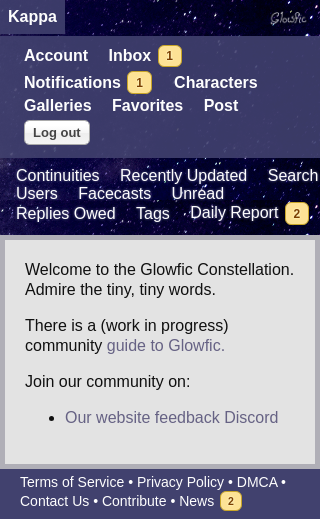 Kappa Glowfic
Account Inbox 1
Notifications 1 Characters
Galleries Favorites Post
Log out
Continuities Recently Updated Search
Users Facecasts Unread
Replies Owed Tags Daily Report 2
Welcome to the Glowfic Constellation.
Admire the tiny, tiny words.
There is a (work in progress)
community guide to Glowfic.
Join our community on:
• Our website feedback Discord
Terms of Service • Privacy Policy • DMCA •
Contact Us • Contribute • News 2